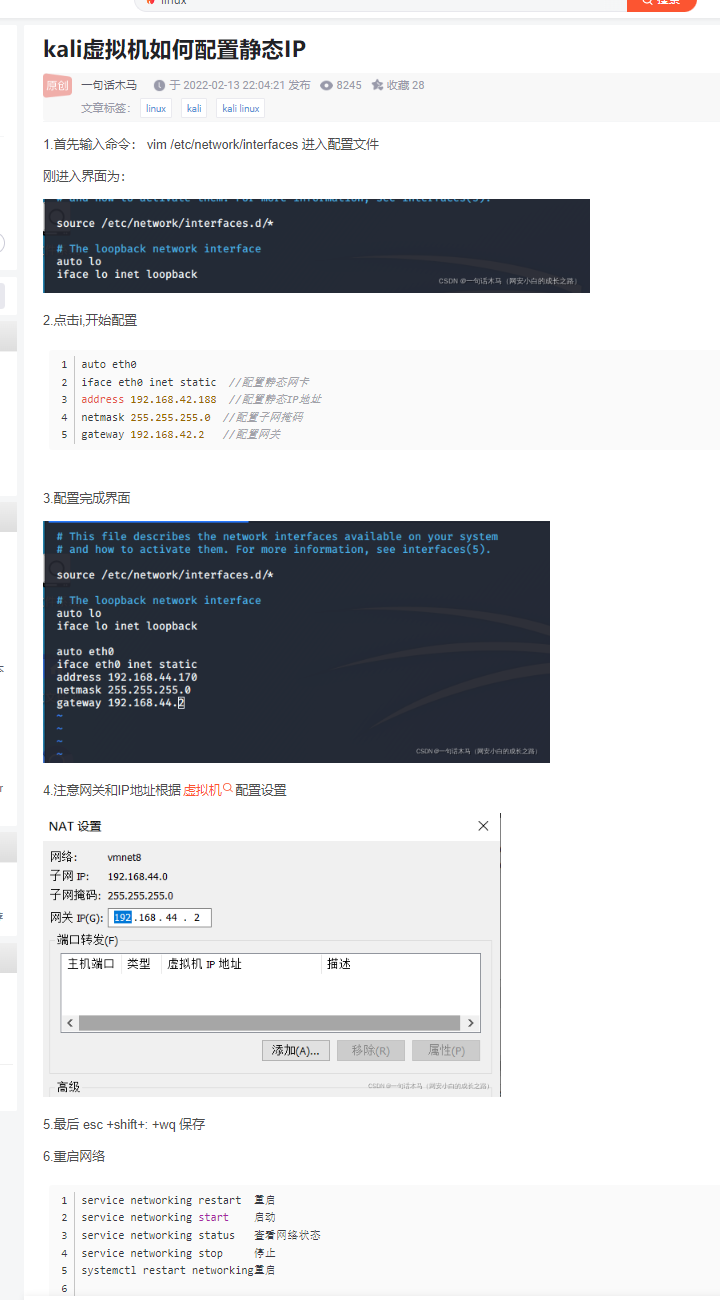 linux
搜索
kali虚拟机如何配置静态IP
原创 一句话木马 于 2022-02-13 22:04:21 发布 8245 收藏 28
文章标签： linux kali kali linux
1.首先输入命令： vim /etc/network/interfaces 进入配置文件
刚进入界面为：
# and how to activate them. For more information, see interfaces(5).
source /etc/network/interfaces.d/*
# The loopback network interface
auto lo
iface lo inet loopback
CSDN @一句话木马（网安小白的成长之路）
2.点击i,开始配置
1 auto eth0
2 iface eth0 inet static //配置静态网卡
3 address 192.168.42.188 //配置静态IP地址
4 netmask 255.255.255.0 //配置子网掩码
5 gateway 192.168.42.2 //配置网关
3.配置完成界面
# This file describes the network interfaces available on your system
# and how to activate them. For more information, see interfaces(5).
source /etc/network/interfaces.d/*
# The loopback network interface
auto lo
iface lo inet loopback
auto eth0
iface eth0 inet static
address 192.168.44.170
netmask 255.255.255.0
gateway 192.168.44.2
~
~
~
~
CSDN @一句话木马（网安小白的成长之路）
4.注意网关和IP地址根据 虚拟机 配置设置
NAT 设置
网络： vmnet8
子网 IP: 192.168.44.0
子网掩码: 255.255.255.0
网关 IP(G): 192 . 168 . 44 . 2
端口转发(F)
主机端口 类型 虚拟机 IP 地址 描述
添加(A)... 移除(R) 属性(P)
高级
CSDN @一句话木马（网安小白的成长之路）
5.最后 esc +shift+: +wq 保存
6.重启网络
1 service networking restart 重启
2 service networking start 启动
3 service networking status 查看网络状态
4 service networking stop 停止
5 systemctl restart networking重启
6